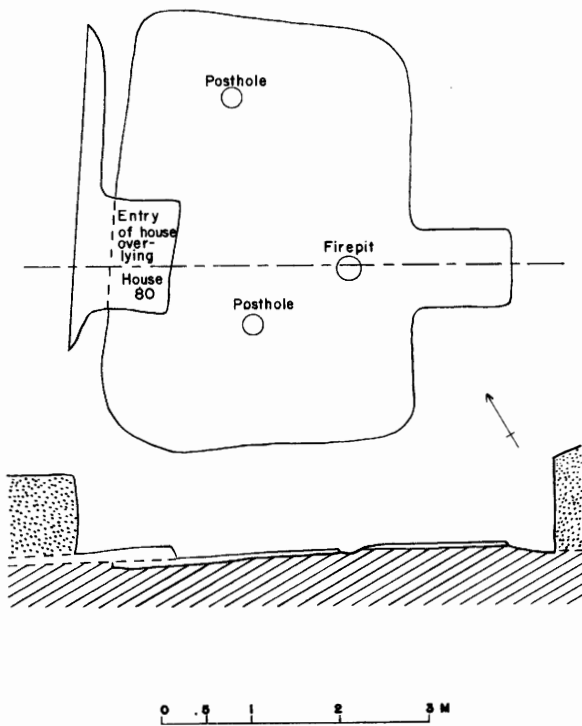 Posthole
Entry
of house
over-
lying
House
80
Firepit
Posthole
0 .5 1 2 3 M